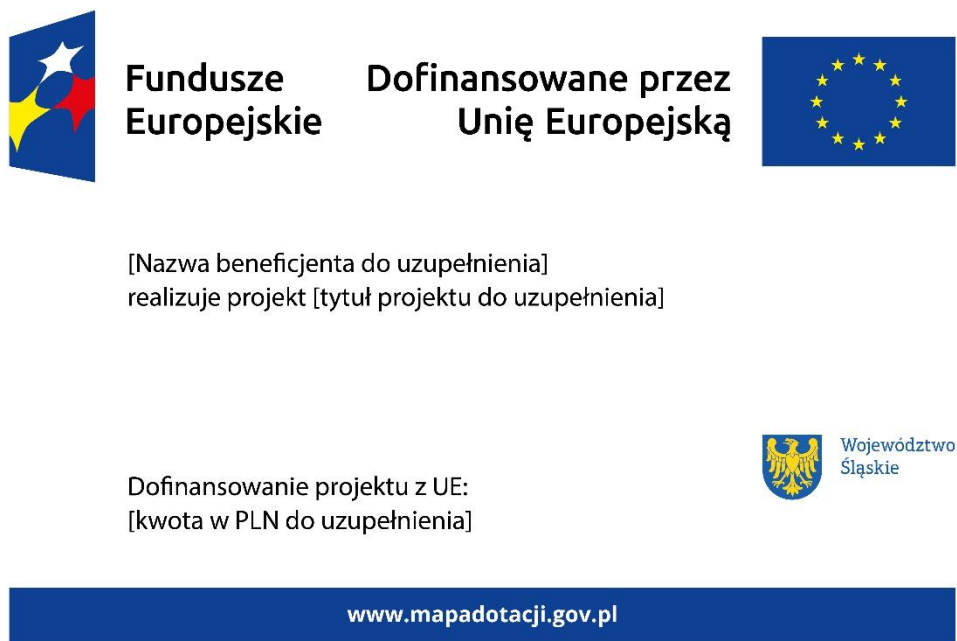 Fundusze
Europejskie
Dofinansowane przez
Unię Europejską
[Nazwa beneficjenta do uzupełnienia]
realizuje projekt [tytuł projektu do uzupełnienia]
Województwo
Śląskie
Dofinansowanie projektu z UE:
[kwota w PLN do uzupełnienia]
www.mapadotacji.gov.pl